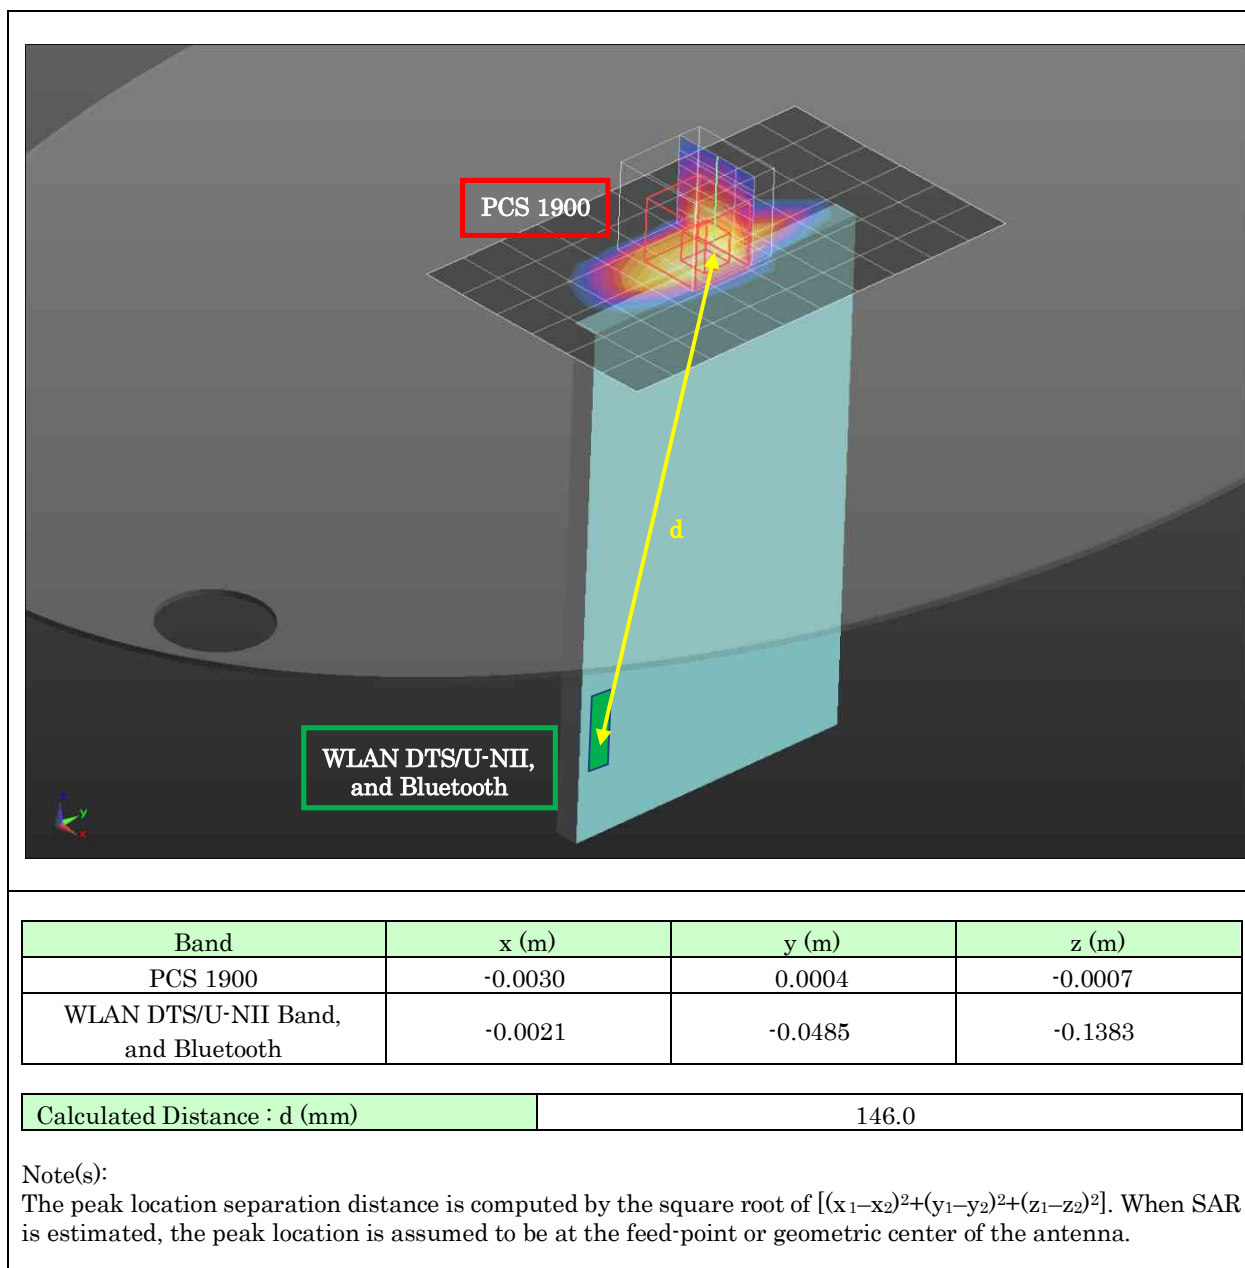 PCS 1900
d
WLAN DTS/U-NII,
and Bluetooth
z
y
x
Band x (m) y (m) z (m)
PCS 1900 -0.0030 0.0004 -0.0007
WLAN DTS/U-NII Band,
and Bluetooth -0.0021 -0.0485 -0.1383
Calculated Distance : d (mm) 146.0
Note(s):
The peak location separation distance is computed by the square root of [(x₁–x₂)²+(y₁–y₂)²+(z₁–z₂)²]. When SAR
is estimated, the peak location is assumed to be at the feed-point or geometric center of the antenna.